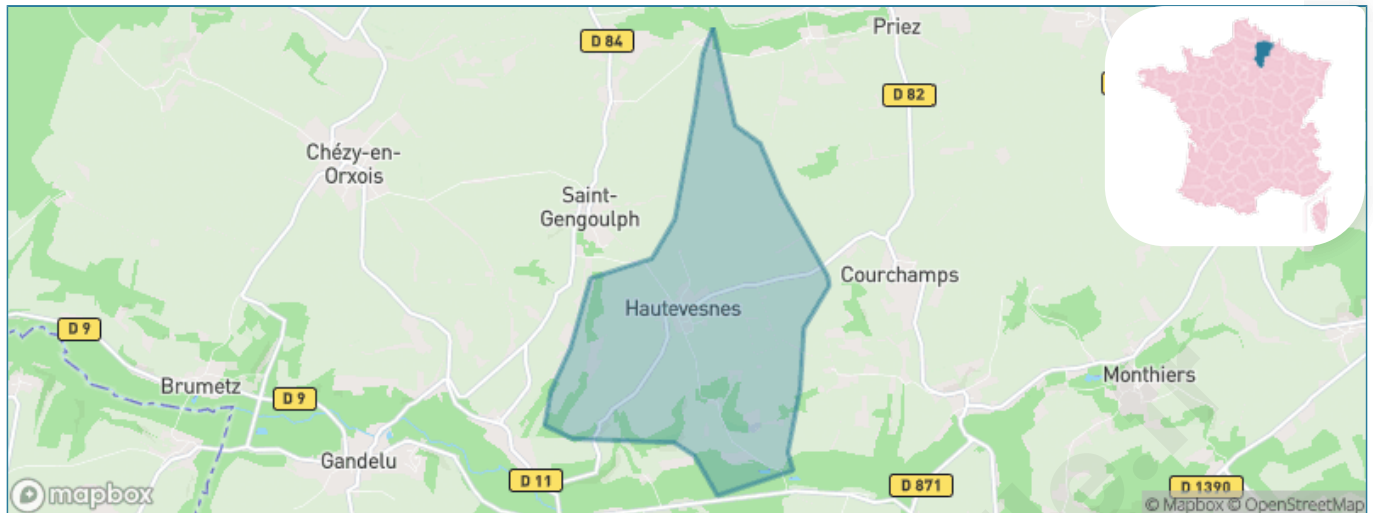 Priez
D 84
D 82
Chézy-en-
Orxois
Saint-
Gengoulph
Courchamps
Hautevesnes
D 9
Brumetz
D 9
Monthiers
Gandelu
D 11
D 871
D 1390
mapbox
© Mapbox © OpenStreetMap